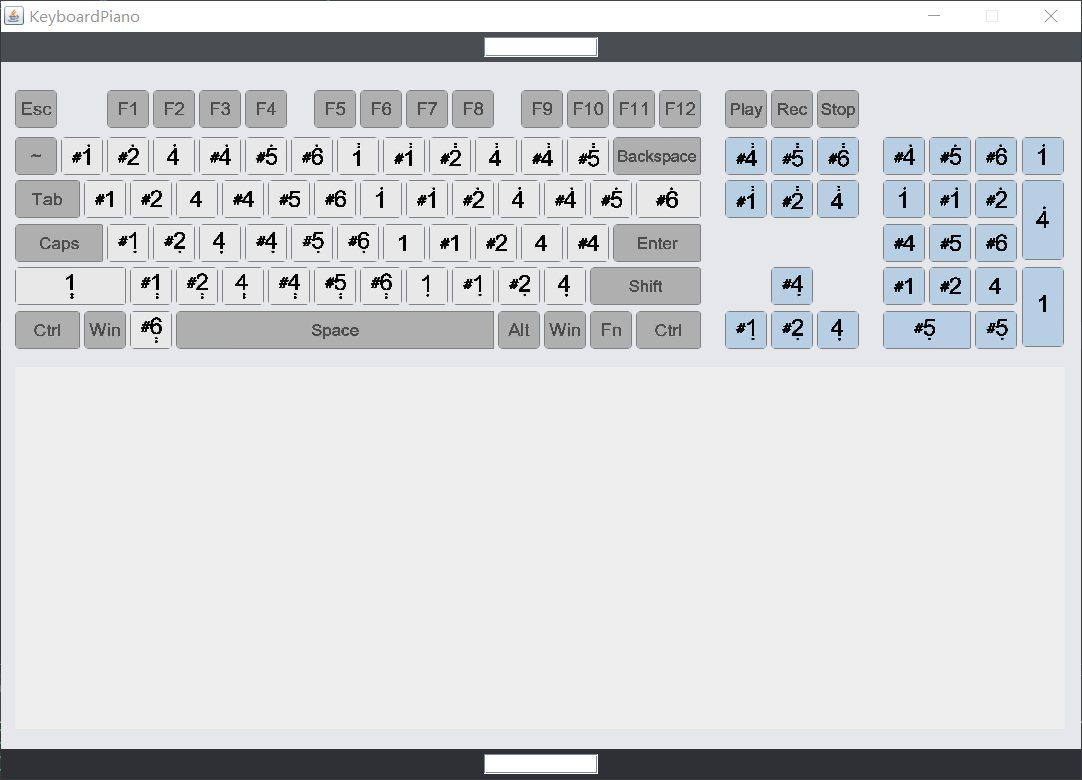 KeyboardPiano
Esc F1 F2 F3 F4 F5 F6 F7 F8 F9 F10 F11 F12 Play Rec Stop
~ #1̇ #2̇ 4̇ #4̇ #5̇ #6̇ 1̈ #1̈ #2̈ 4̈ #4̈ #5̈ Backspace #4̈ #5̈ #6̈ #4̇ #5̇ #6̇ 1̇
Tab #1 #2 4 #4 #5 #6 1̇ #1̇ #2̇ 4̇ #4̇ #5̇ #6̇ #1̈ #2̈ 4̈ 1̇ #1̇ #2̇ 4̇
Caps #1̣ #2̣ 4̣ #4̣ #5̣ #6̣ 1 #1 #2 4 #4 Enter #4 #5 #6
1̤ #1̤ #2̤ 4̤ #4̤ #5̤ #6̤ 1̣ #1̣ #2̣ 4̣ Shift #4̣ #1 #2 4 1
Ctrl Win #6̤ Space Alt Win Fn Ctrl #1̣ #2̣ 4̣ #5̣ #5̣